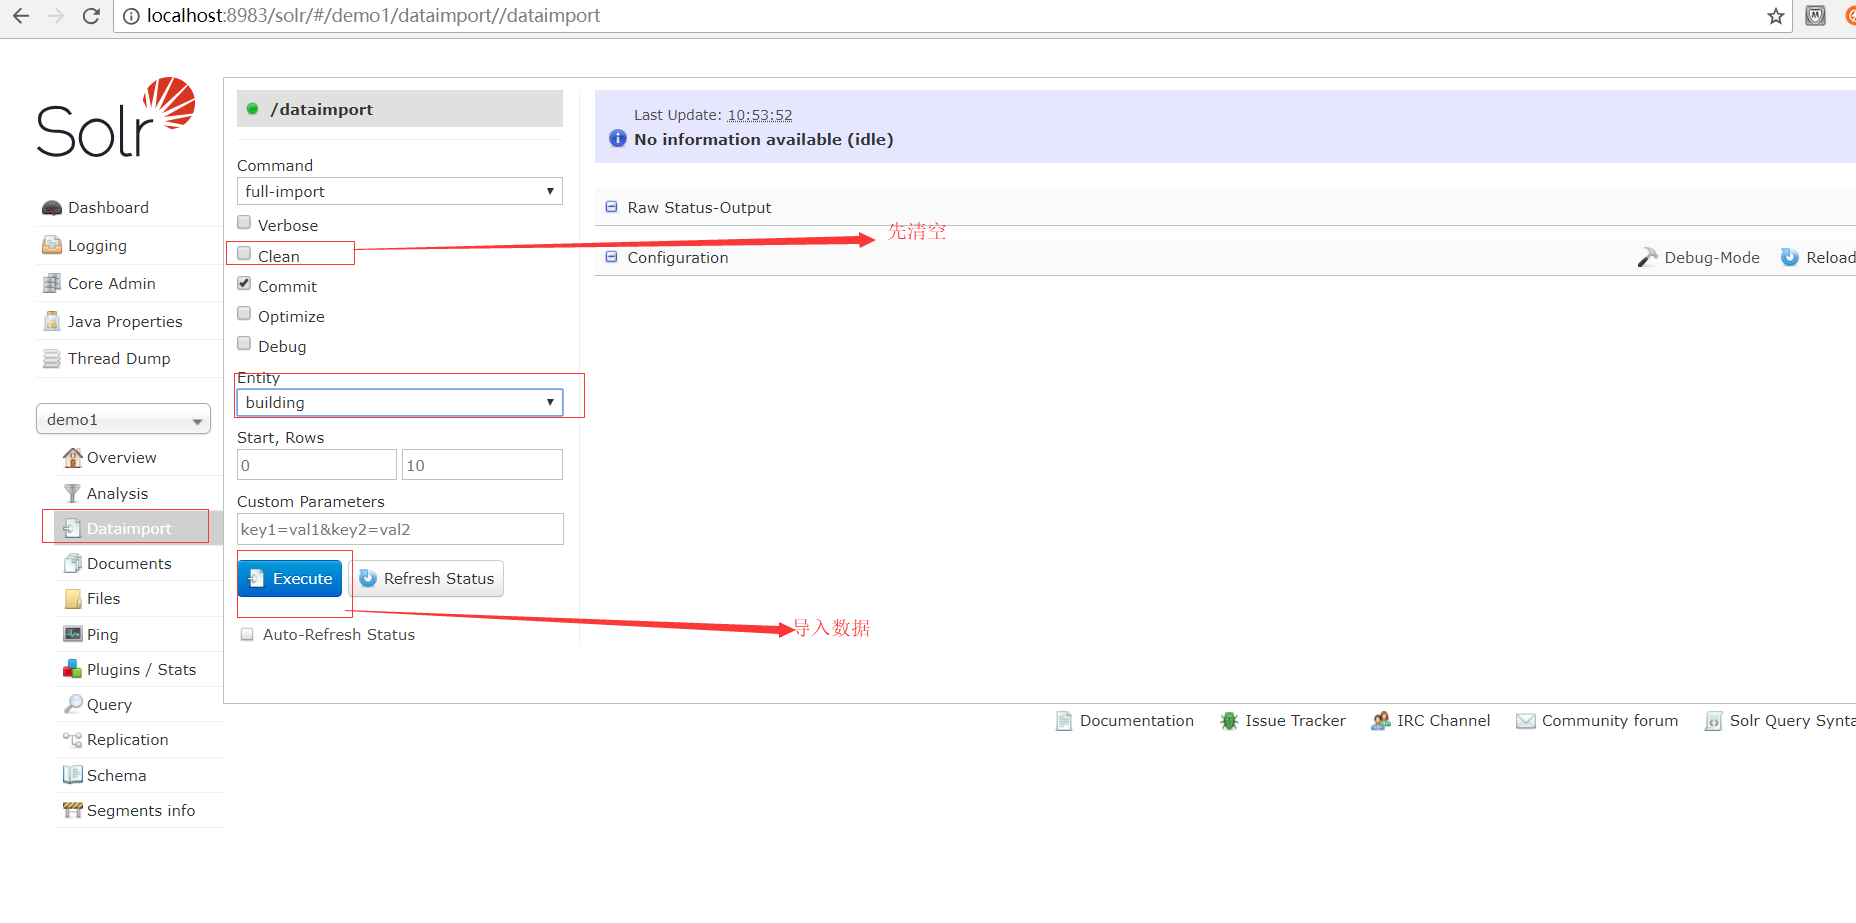 localhost:8983/solr/#/demo1/dataimport//dataimport
Solr
Dashboard
Logging
Core Admin
Java Properties
Thread Dump
demo1
Overview
Analysis
Dataimport
Documents
Files
Ping
Plugins / Stats
Query
Replication
Schema
Segments info
/dataimport
Command
full-import
Verbose
Clean
Commit
Optimize
Debug
Entity
building
Start, Rows
0 10
Custom Parameters
key1=val1&key2=val2
Execute Refresh Status
Auto-Refresh Status
Last Update: 10:53:52
No information available (idle)
Raw Status-Output
先清空
Configuration Debug-Mode Reload
导入数据
Documentation Issue Tracker IRC Channel Community forum Solr Query Synta